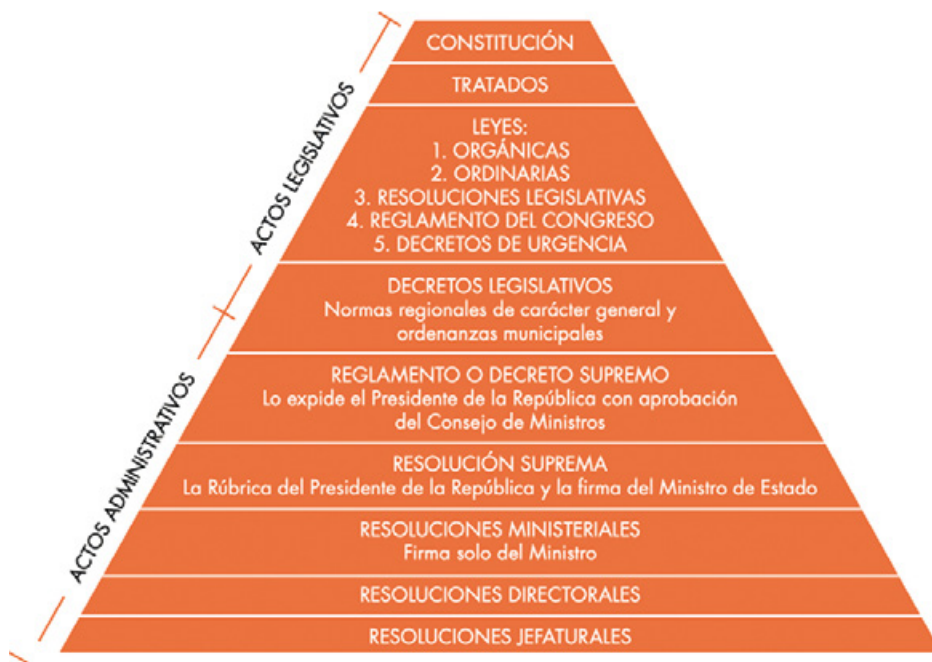 CONSTITUCIÓN
TRATADOS
LEYES:
1. ORGÁNICAS
2. ORDINARIAS
3. RESOLUCIONES LEGISLATIVAS
4. REGLAMENTO DEL CONGRESO
5. DECRETOS DE URGENCIA
DECRETOS LEGISLATIVOS
Normas regionales de carácter general y
ordenanzas municipales
REGLAMENTO O DECRETO SUPREMO
Lo expide el Presidente de la República con aprobación
del Consejo de Ministros
RESOLUCIÓN SUPREMA
La Rúbrica del Presidente de la República y la firma del Ministro de Estado
RESOLUCIONES MINISTERIALES
Firma solo del Ministro
RESOLUCIONES DIRECTORALES
RESOLUCIONES JEFATURALES
ACTOS LEGISLATIVOS
ACTOS ADMINISTRATIVOS